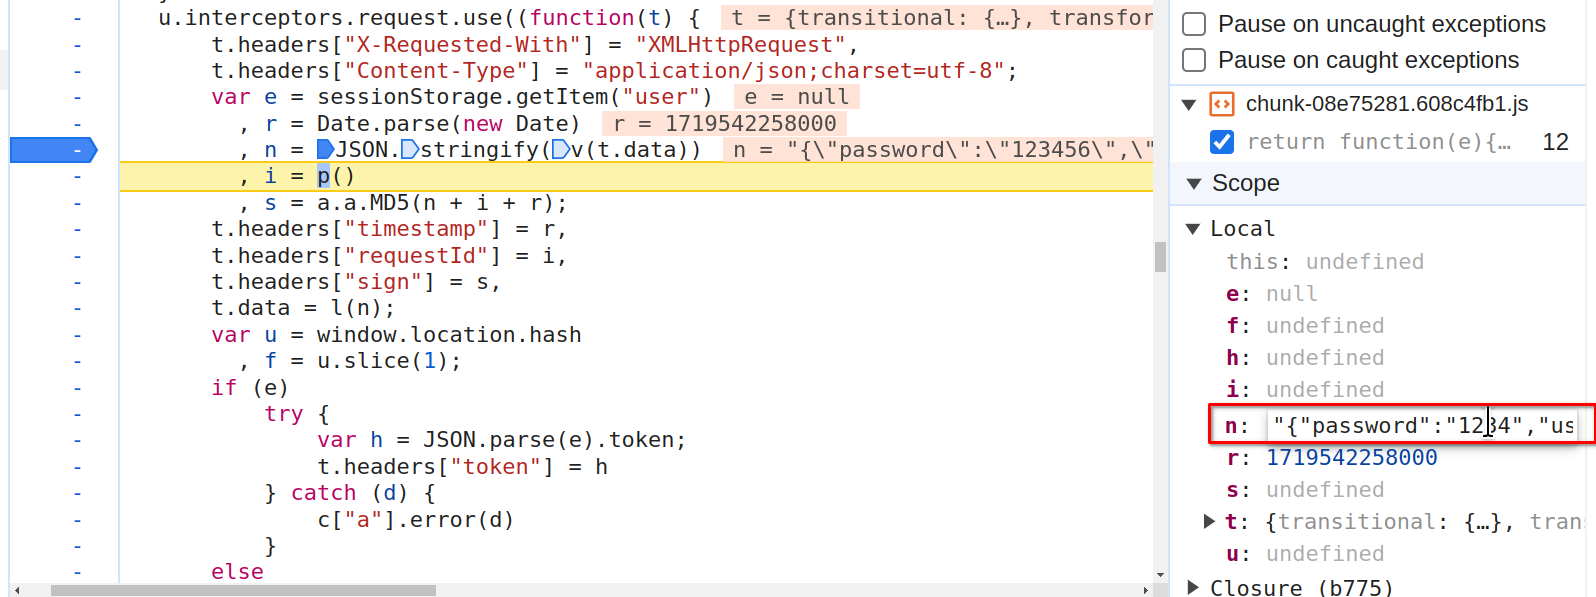 u.interceptors.request.use((function(t) { t = {transitional: {…}, transfor
t.headers["X-Requested-With"] = "XMLHttpRequest",
t.headers["Content-Type"] = "application/json;charset=utf-8";
var e = sessionStorage.getItem("user") e = null
, r = Date.parse(new Date) r = 1719542258000
, n = JSON.stringify(v(t.data)) n = "{\"password\":\"123456\",\"
, i = p()
, s = a.a.MD5(n + i + r);
t.headers["timestamp"] = r,
t.headers["requestId"] = i,
t.headers["sign"] = s,
t.data = l(n);
var u = window.location.hash
, f = u.slice(1);
if (e)
try {
var h = JSON.parse(e).token;
t.headers["token"] = h
} catch (d) {
c["a"].error(d)
}
else
Pause on uncaught exceptions
Pause on caught exceptions
chunk-08e75281.608c4fb1.js
return function(e){… 12
Scope
Local
this: undefined
e: null
f: undefined
h: undefined
i: undefined
n: "{"password":"1234","us
r: 1719542258000
s: undefined
t: {transitional: {…}, tran
u: undefined
Closure (b775)